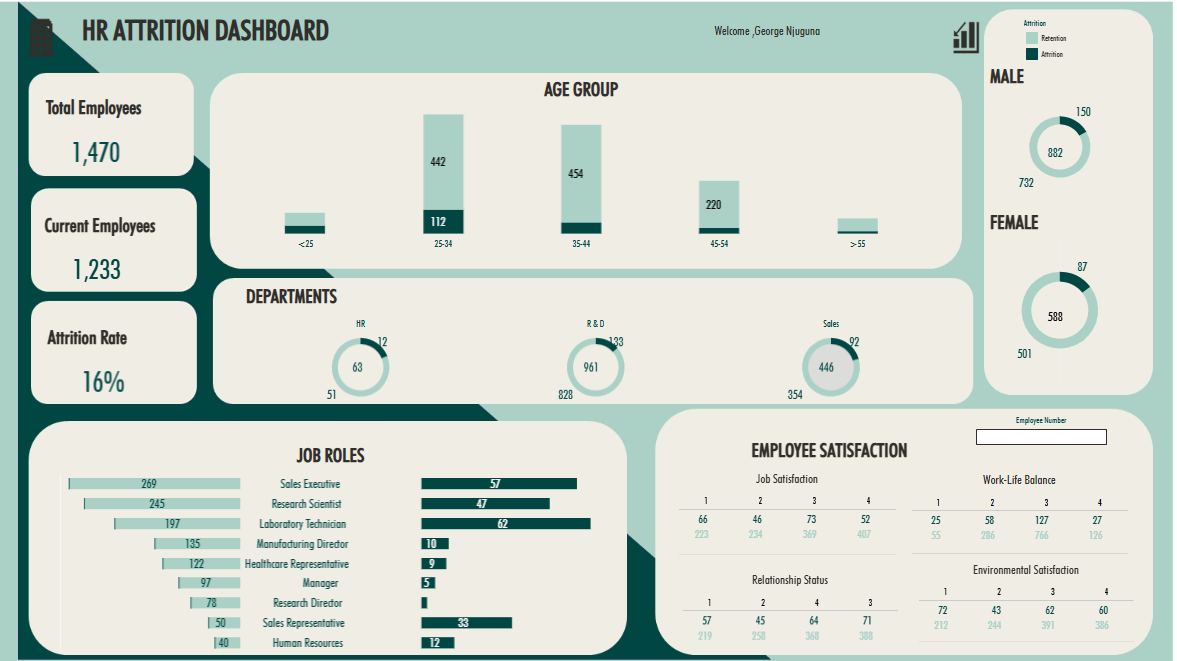 HR ATTRITION DASHBOARD
Welcome ,George Njuguna
Attrition
Retention
Attrition
Total Employees
1,470
Current Employees
1,233
Attrition Rate
16%
AGE GROUP
442
454
220
112
<25
25-34
35-44
45-54
>55
MALE
150
882
732
FEMALE
87
588
501
DEPARTMENTS
HR
12
63
51
R & D
133
961
828
Sales
92
446
354
JOB ROLES
269 Sales Executive 57
245 Research Scientist 47
197 Laboratory Technician 62
135 Manufacturing Director 10
122 Healthcare Representative 9
97 Manager 5
78 Research Director
50 Sales Representative 33
40 Human Resources 12
Employee Number
EMPLOYEE SATISFACTION
Job Satisfaction
1 2 3 4
66 46 73 52
223 234 369 407
Work-Life Balance
1 2 3 4
25 58 127 27
55 286 766 126
Relationship Status
1 2 4 3
57 45 64 71
219 258 368 388
Environmental Satisfaction
1 2 3 4
72 43 62 60
212 244 391 386